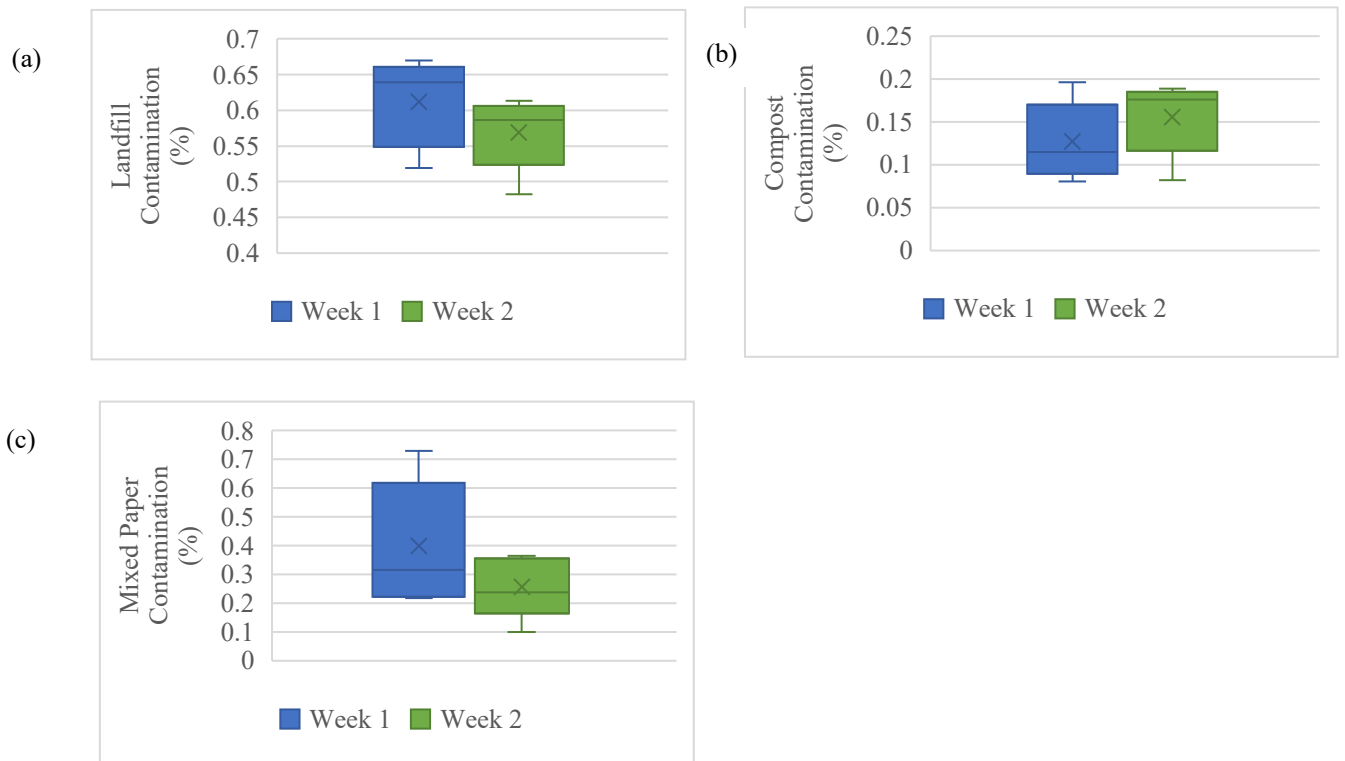 (a)
Landfill
Contamination
(%)
0.7
0.65
0.6
0.55
0.5
0.45
0.4
Week 1 Week 2
(b)
Compost
Contamination
(%)
0.25
0.2
0.15
0.1
0.05
0
Week 1 Week 2
(c)
Mixed Paper
Contamination
(%)
0.8
0.7
0.6
0.5
0.4
0.3
0.2
0.1
0
Week 1 Week 2